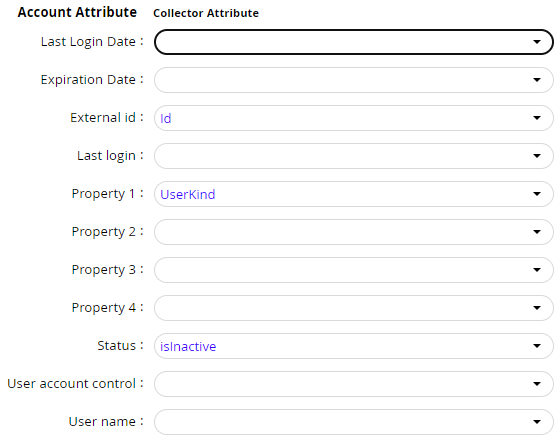 Account Attribute Collector Attribute
Last Login Date :
Expiration Date :
External id : Id
Last login :
Property 1 : UserKind
Property 2 :
Property 3 :
Property 4 :
Status : isInactive
User account control :
User name :